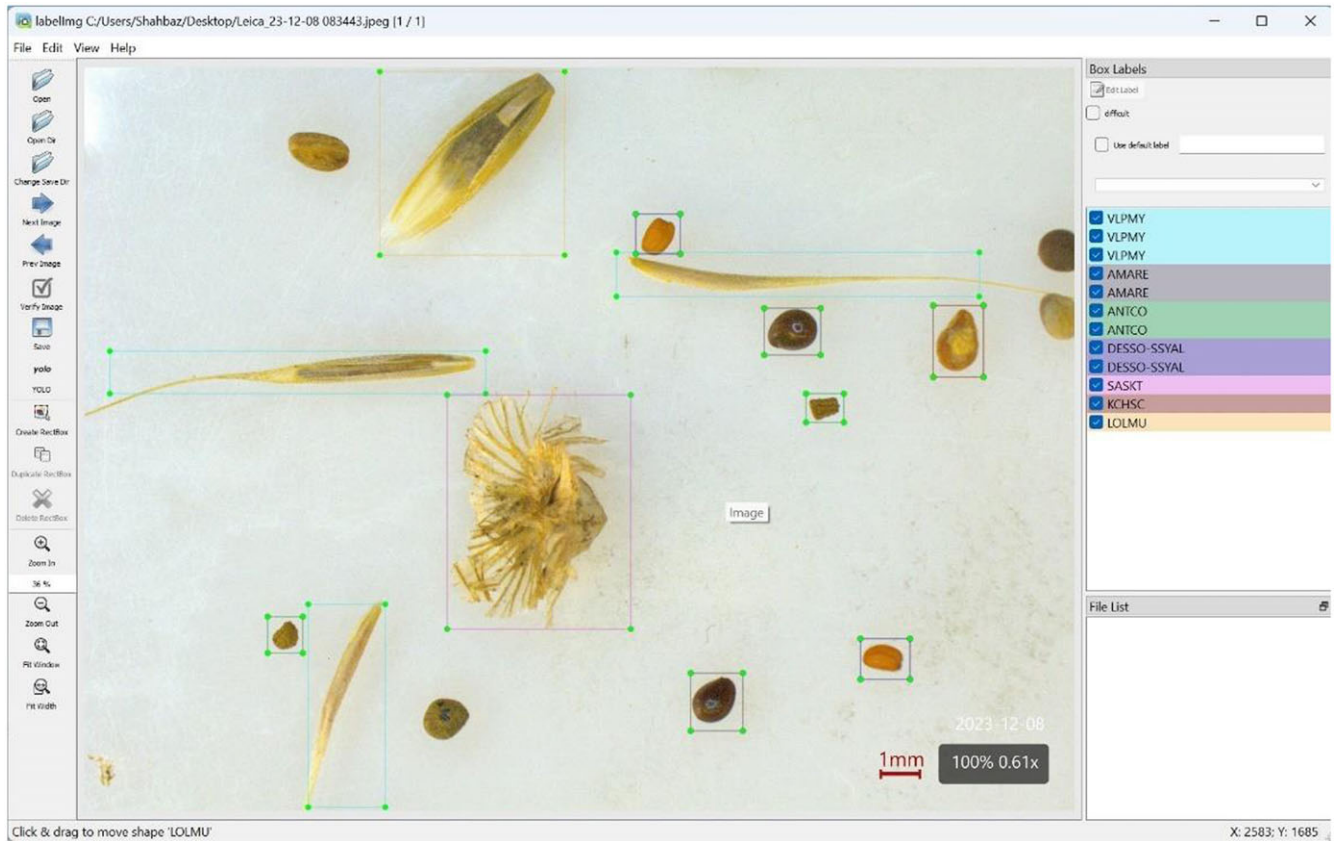 labelImg C:/Users/Shahbaz/Desktop/Leica_23-12-08 083443.jpeg [1 / 1]
File Edit View Help
Open
Open Dir
Change Save Dir
Next Image
Prev Image
Verify Image
Save
yolo
YOLO
Create RectBox
Duplicate RectBox
Delete RectBox
Zoom In
36 %
Zoom Out
Fit Window
Fit Width
Image
2023-12-08
1mm
100% 0.61x
Box Labels
Edit Label
difficult
Use default label
VLPMY
VLPMY
VLPMY
AMARE
AMARE
ANTCO
ANTCO
DESSO-SSYAL
DESSO-SSYAL
SASKT
KCHSC
LOLMU
File List
Click & drag to move shape 'LOLMU'
X: 2583; Y: 1685